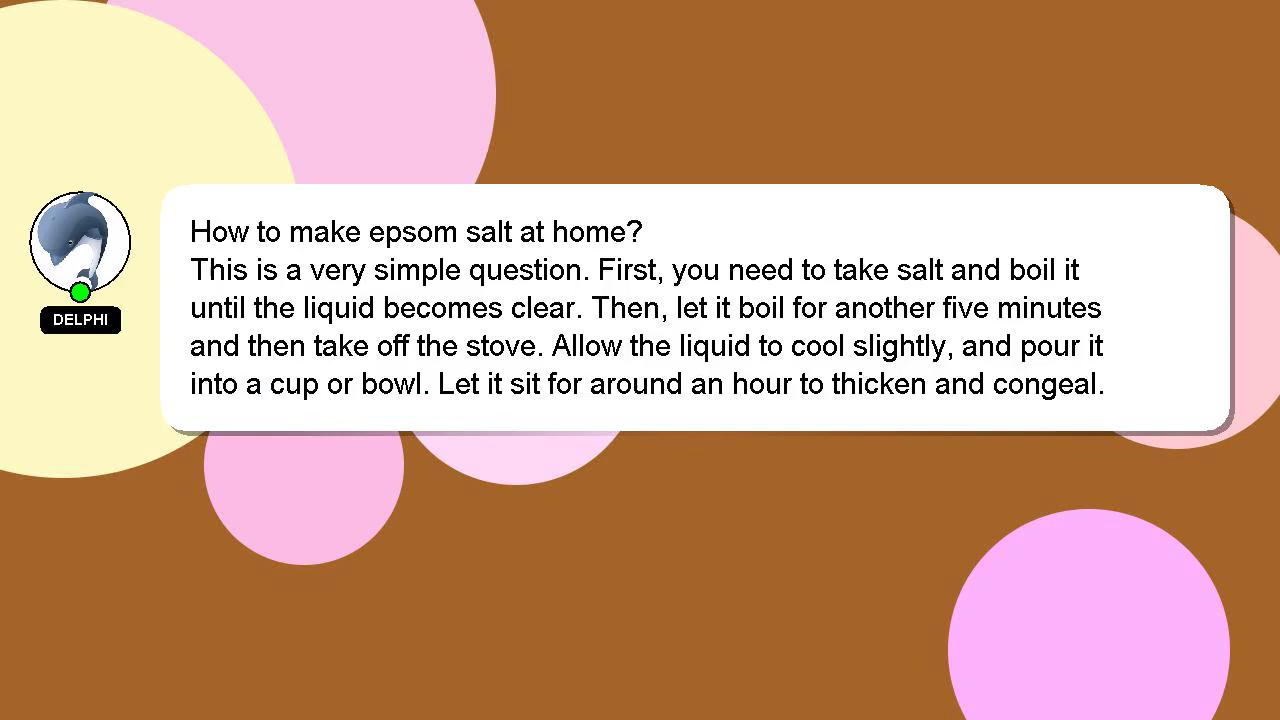 How to make epsom salt at home?
This is a very simple question. First, you need to take salt and boil it
until the liquid becomes clear. Then, let it boil for another five minutes
and then take off the stove. Allow the liquid to cool slightly, and pour it
into a cup or bowl. Let it sit for around an hour to thicken and congeal.
DELPHI